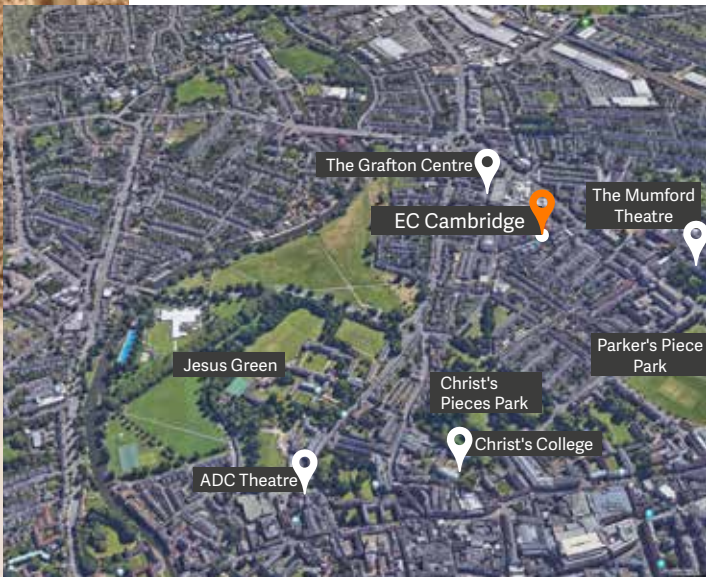 The Grafton Centre
EC Cambridge
The Mumford
Theatre
Jesus Green
Parker's Piece
Park
Christ's
Pieces Park
Christ's College
ADC Theatre